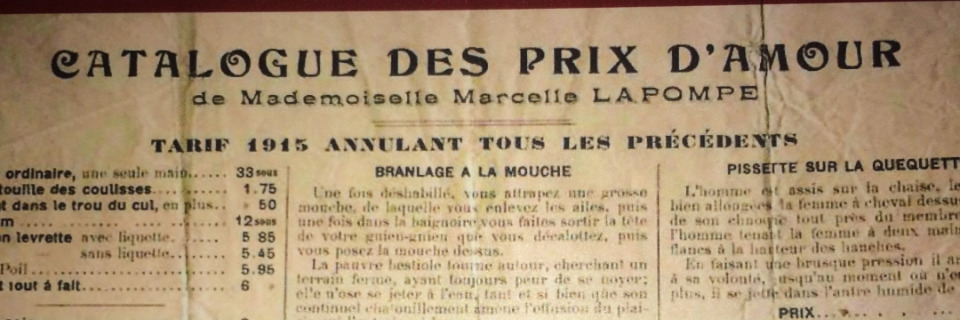 CATALOGUE DES PRIX D'AMOUR
de Mademoiselle Marcelle LAPOMPE
TARIF 1915 ANNULANT TOUS LES PRÉCÉDENTS
ordinaire, une seule main...... 33 sous
touille des coulisses........... 1.75
t dans le trou du cul, en plus.. » 50
m........................ 12 sous
n levrette avec liquette....... 5 85
sans liquette....... 5.45
Poil........................ 5.95
t tout à fait.................. 6 »
BRANLAGE A LA MOUCHE
Une fois déshabillé, vous attrapez une grosse
mouche, de laquelle vous enlevez les ailes, puis
une fois dans la baignoire vous faites sortir la tête
de votre guien-guien que vous décalottez, puis
vous posez la mouche dessus.
La pauvre bestiole tourne autour, cherchant un
terrain ferme, ayant toujours peur de se noyer;
elle n'ose se jeter à l'eau, tant et si bien que son
continuel chatouillement amène l'effusion du plai-
PISSETTE SUR LA QUEQUETT
L'homme est assis sur la chaise, le
bien allongées la femme à cheval dessu
de son chnoque tout près du membre
l'homme tenant la femme à deux main
flancs à la hauteur des hanches.
En faisant une brusque pression il ar
à sa volonté, jusqu'au moment où n'e
plus, il se jette dans l'antre humide de
PRIX....